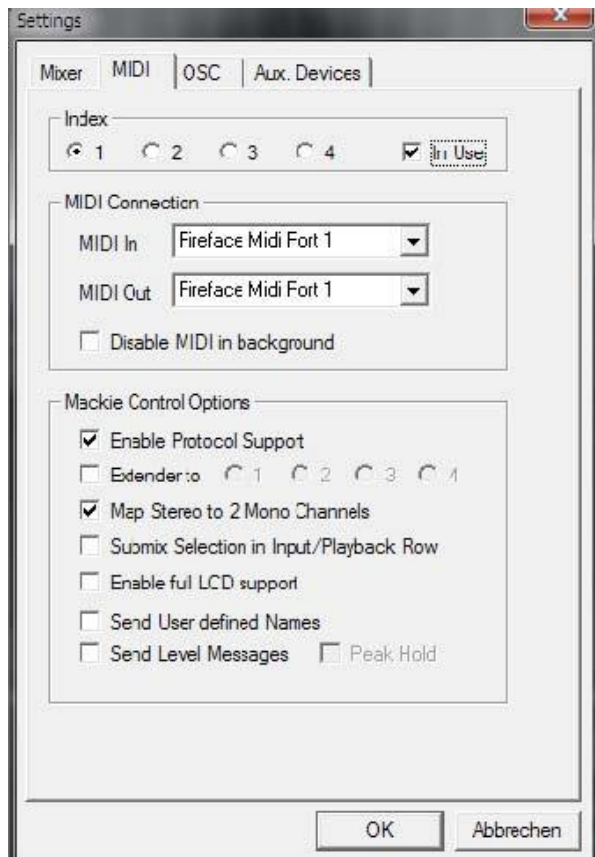 Settings
Mixer MIDI OSC Aux. Devices
Index
1 2 3 4 In Use
MIDI Connection
MIDI In Fireface Midi Port 1
MIDI Out Fireface Midi Port 1
Disable MIDI in background
Mackie Control Options
Enable Protocol Support
Extender to 1 2 3 4
Map Stereo to 2 Mono Channels
Submix Selection in Input/Playback Row
Enable full LCD support
Send User defined Names
Send Level Messages Peak Hold
OK Abbrechen